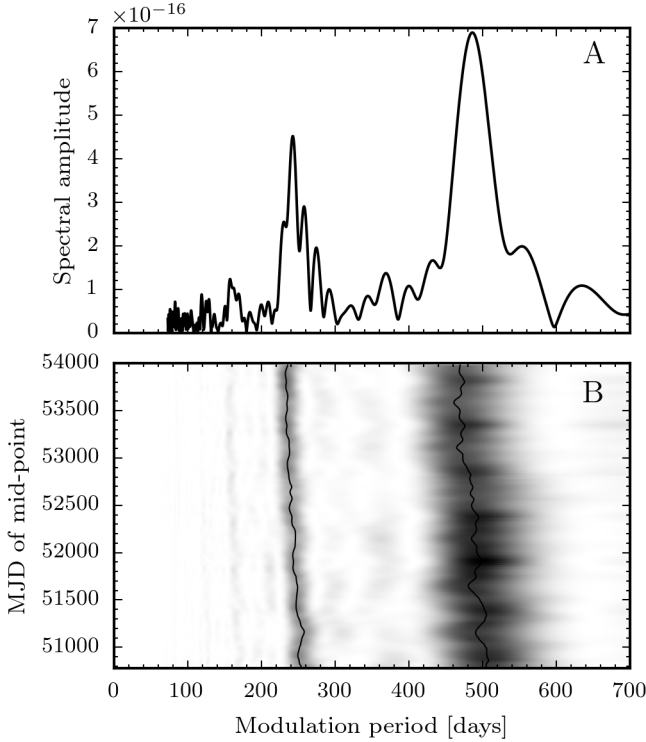 ×10−16
7
A
6
5
4
3
2
1
0
Spectral amplitude
54000
B
53500
53000
52500
52000
51500
51000
MJD of mid-point
0 100 200 300 400 500 600 700
Modulation period [days]